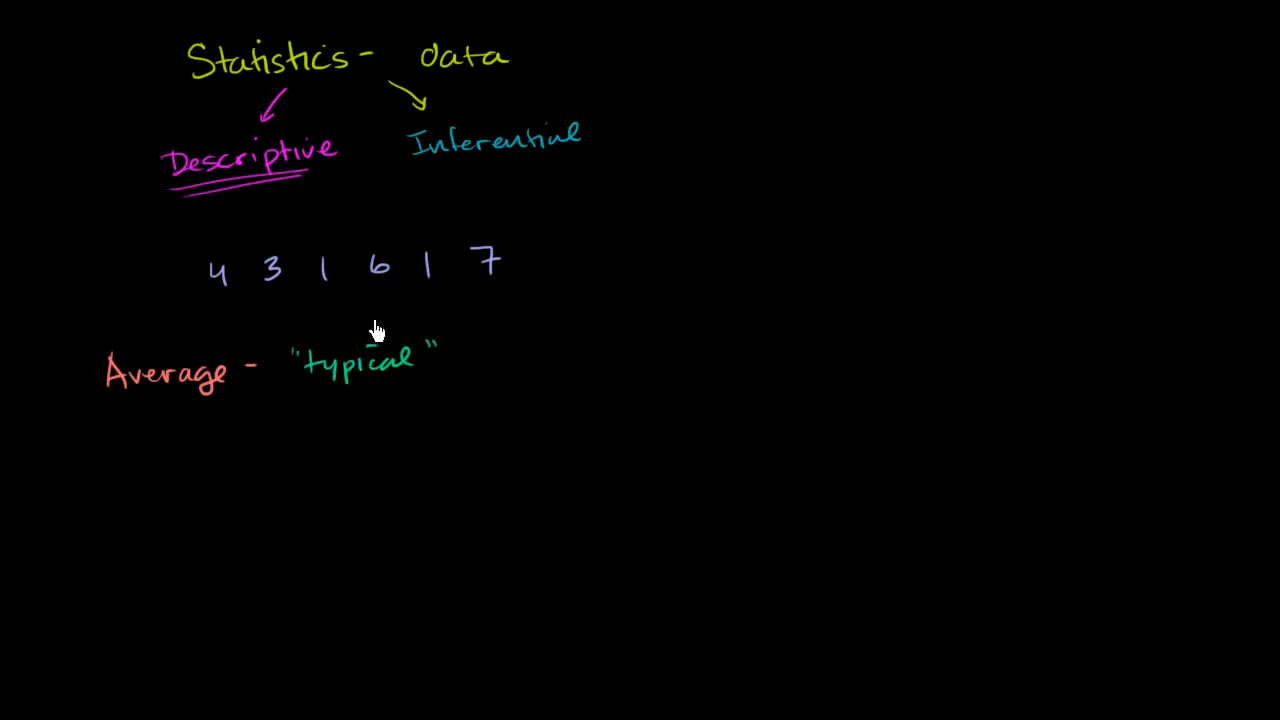 Statistics - data
Descriptive Inferential
4 3 1 6 1 7
Average - "typical"